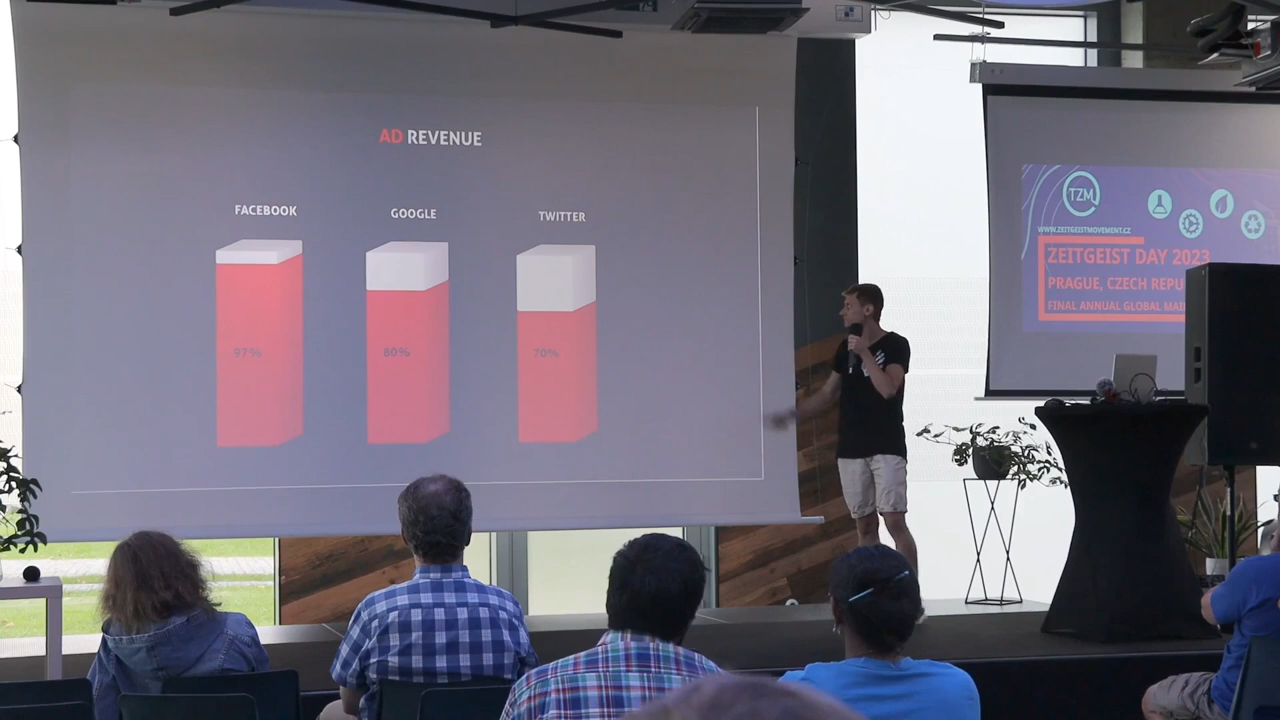 AD REVENUE
FACEBOOK
GOOGLE
TWITTER
97%
80%
70%
TZM
WWW.ZEITGEISTMOVEMENT.CZ
ZEITGEIST DAY 2023
PRAGUE, CZECH REPU
FINAL ANNUAL GLOBAL MAI